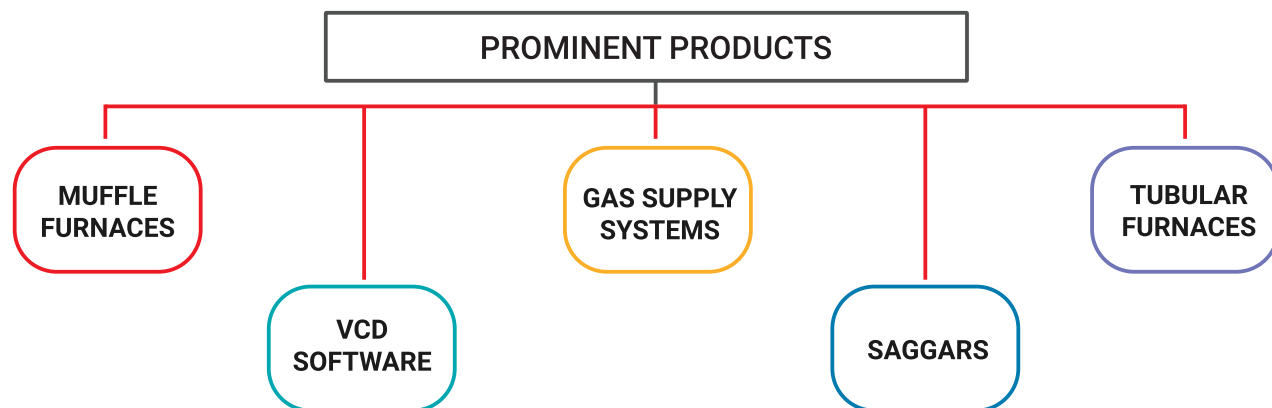 PROMINENT PRODUCTS
MUFFLE
FURNACES
GAS SUPPLY
SYSTEMS
TUBULAR
FURNACES
VCD
SOFTWARE
SAGGARS